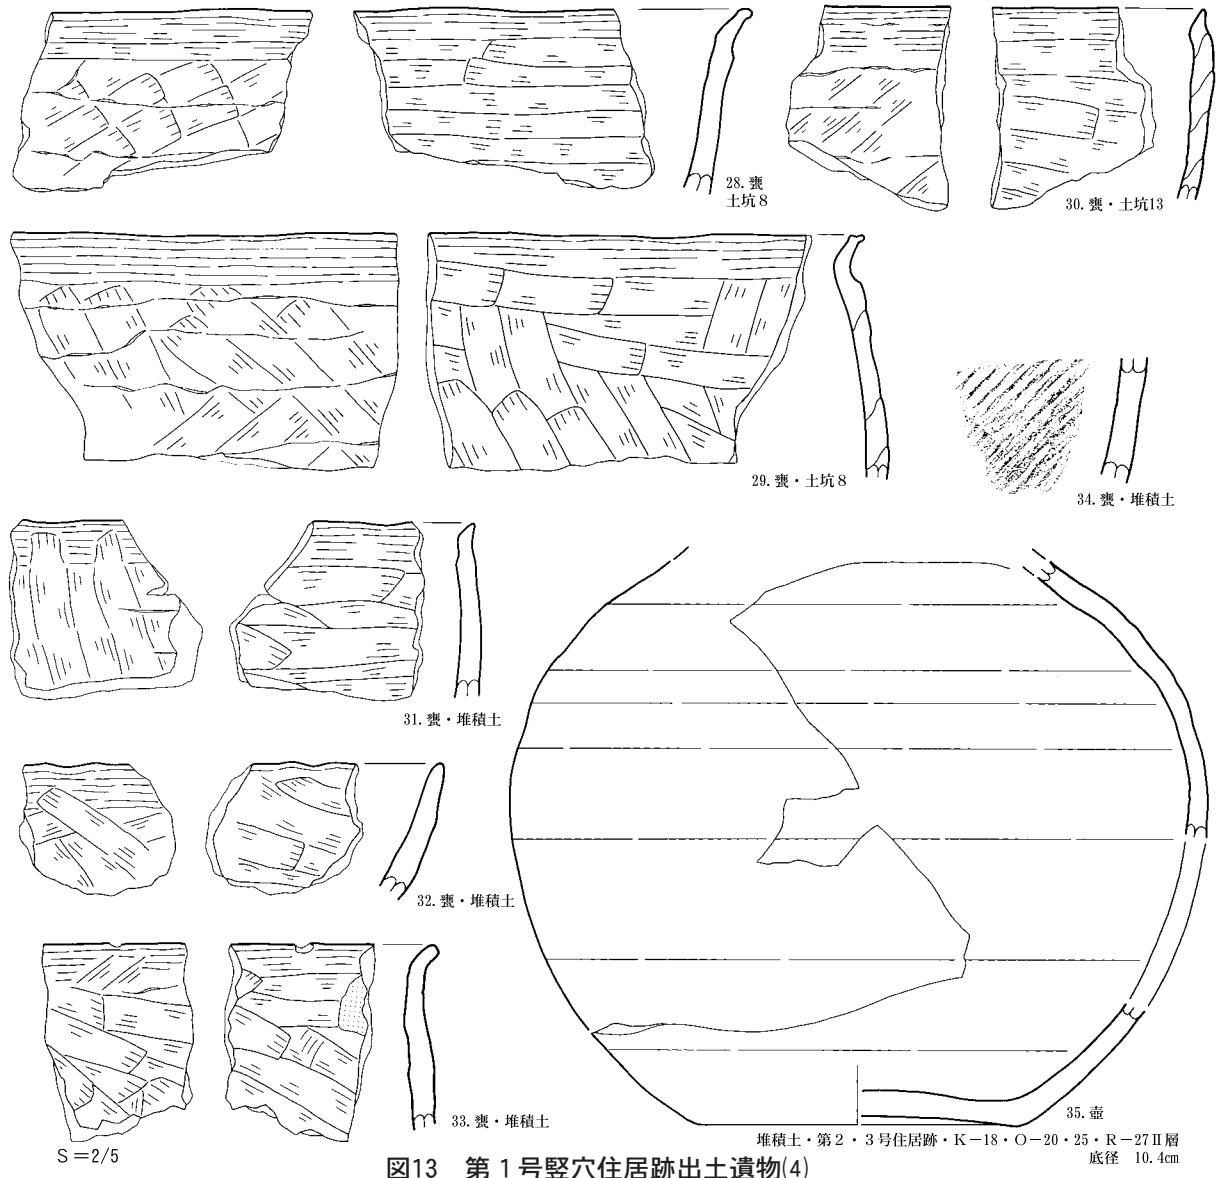 28.甕
土坑８
30.甕・土坑13
29.甕・土坑８
34.甕・堆積土
31.甕・堆積土
32.甕・堆積土
33.甕・堆積土
35.壺
堆積土・第２・３号住居跡・Ｋ－18・Ｏ－20・25・Ｒ－27Ⅱ層
底径　10.4㎝
Ｓ＝2/5
図13　第１号竪穴住居跡出土遺物⑷